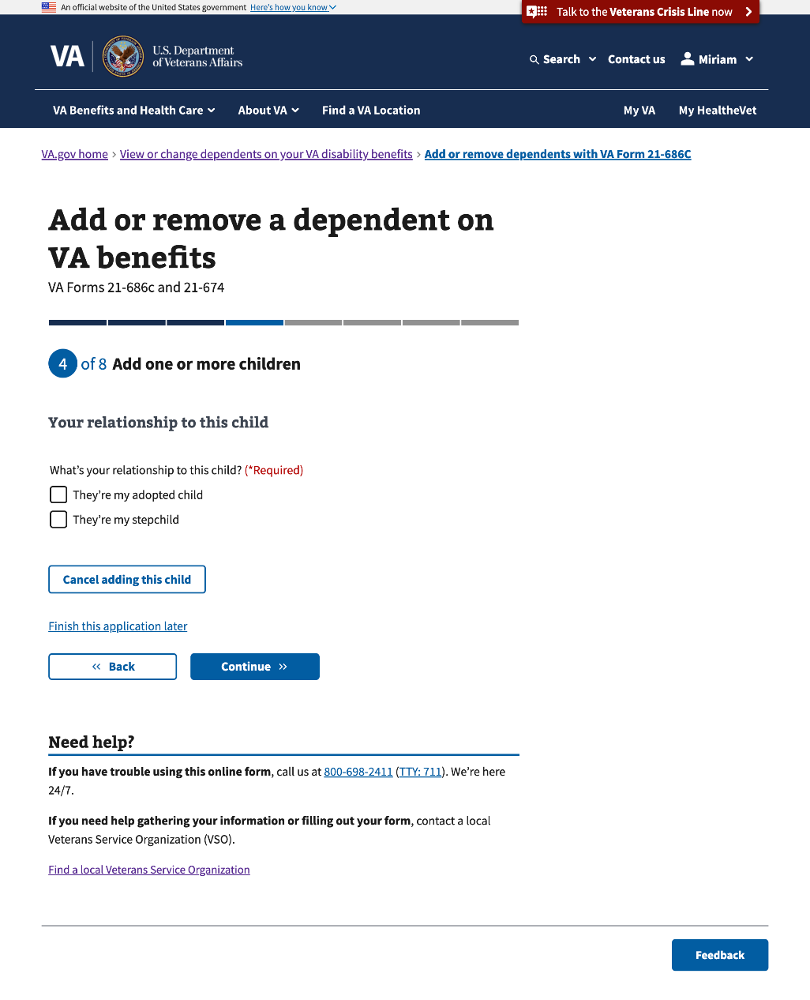 An official website of the United States government Here's how you know
Talk to the Veterans Crisis Line now
VA
U.S. Department
of Veterans Affairs
Search
Contact us
Miriam
VA Benefits and Health Care
About VA
Find a VA Location
My VA
My HealtheVet
VA.gov home › View or change dependents on your VA disability benefits › Add or remove dependents with VA Form 21-686C
Add or remove a dependent on
VA benefits
VA Forms 21-686c and 21-674
4 of 8 Add one or more children
Your relationship to this child
What's your relationship to this child? (*Required)
They're my adopted child
They're my stepchild
Cancel adding this child
Finish this application later
« Back
Continue »
Need help?
If you have trouble using this online form, call us at 800-698-2411 (TTY: 711). We're here
24/7.
If you need help gathering your information or filling out your form, contact a local
Veterans Service Organization (VSO).
Find a local Veterans Service Organization
Feedback